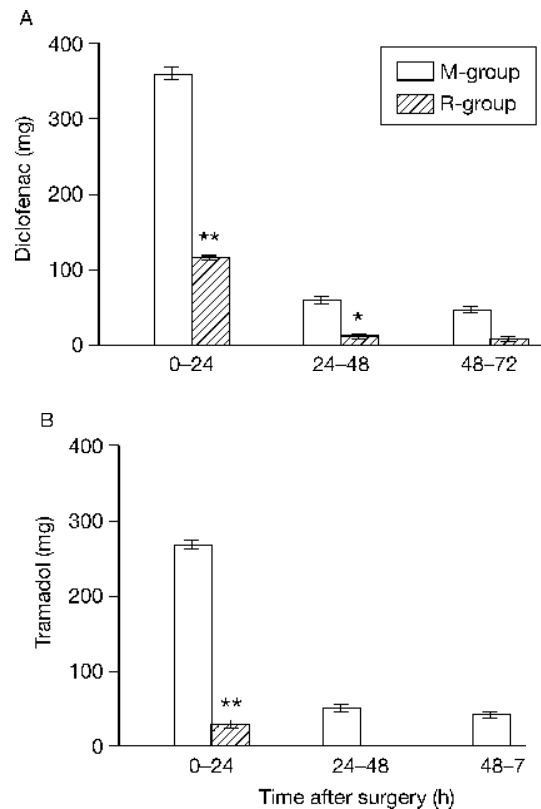 A
400
300
200
100
0
Diclofenac (mg)
M-group
R-group
**
*
0–24
24–48
48–72
B
400
300
200
100
0
Tramadol (mg)
**
0–24
24–48
48–7
Time after surgery (h)